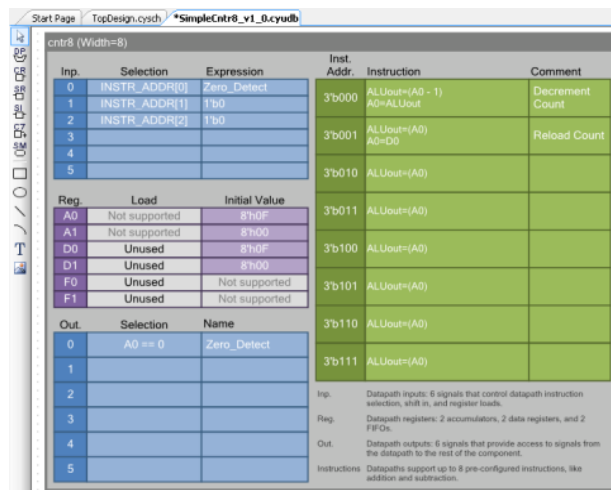 Start Page TopDesign.cysch *SimpleCntr8_v1_0.cyudb
DP
CR
SR
SI
C7
SM
T
cntr8 (Width=8)
Inp. Selection Expression
0 INSTR_ADDR[0] Zero_Detect
1 INSTR_ADDR[1] 1'b0
2 INSTR_ADDR[2] 1'b0
3
4
5
Reg. Load Initial Value
A0 Not supported 8'h0F
A1 Not supported 8'h00
D0 Unused 8'h0F
D1 Unused 8'h00
F0 Unused Not supported
F1 Unused Not supported
Out. Selection Name
0 A0 == 0 Zero_Detect
1
2
3
4
5
Inst.
Addr. Instruction Comment
3'b000 ALUout=(A0 - 1) Decrement
A0=ALUout Count
3'b001 ALUout=(A0) Reload Count
A0=D0
3'b010 ALUout=(A0)
3'b011 ALUout=(A0)
3'b100 ALUout=(A0)
3'b101 ALUout=(A0)
3'b110 ALUout=(A0)
3'b111 ALUout=(A0)
Inp. Datapath inputs: 6 signals that control datapath instruction
selection, shift in, and register loads.
Reg. Datapath registers: 2 accumulators, 2 data registers, and 2
FIFOs.
Out. Datapath outputs: 6 signals that provide access to signals from
the datapath to the rest of the component.
Instructions Datapaths support up to 8 pre-configured instructions, like
addition and subtraction.